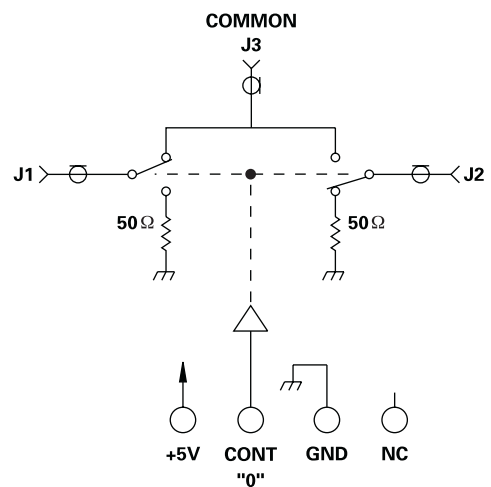 COMMON
J3
J1
J2
50Ω
50Ω
+5V
CONT
"0"
GND
NC